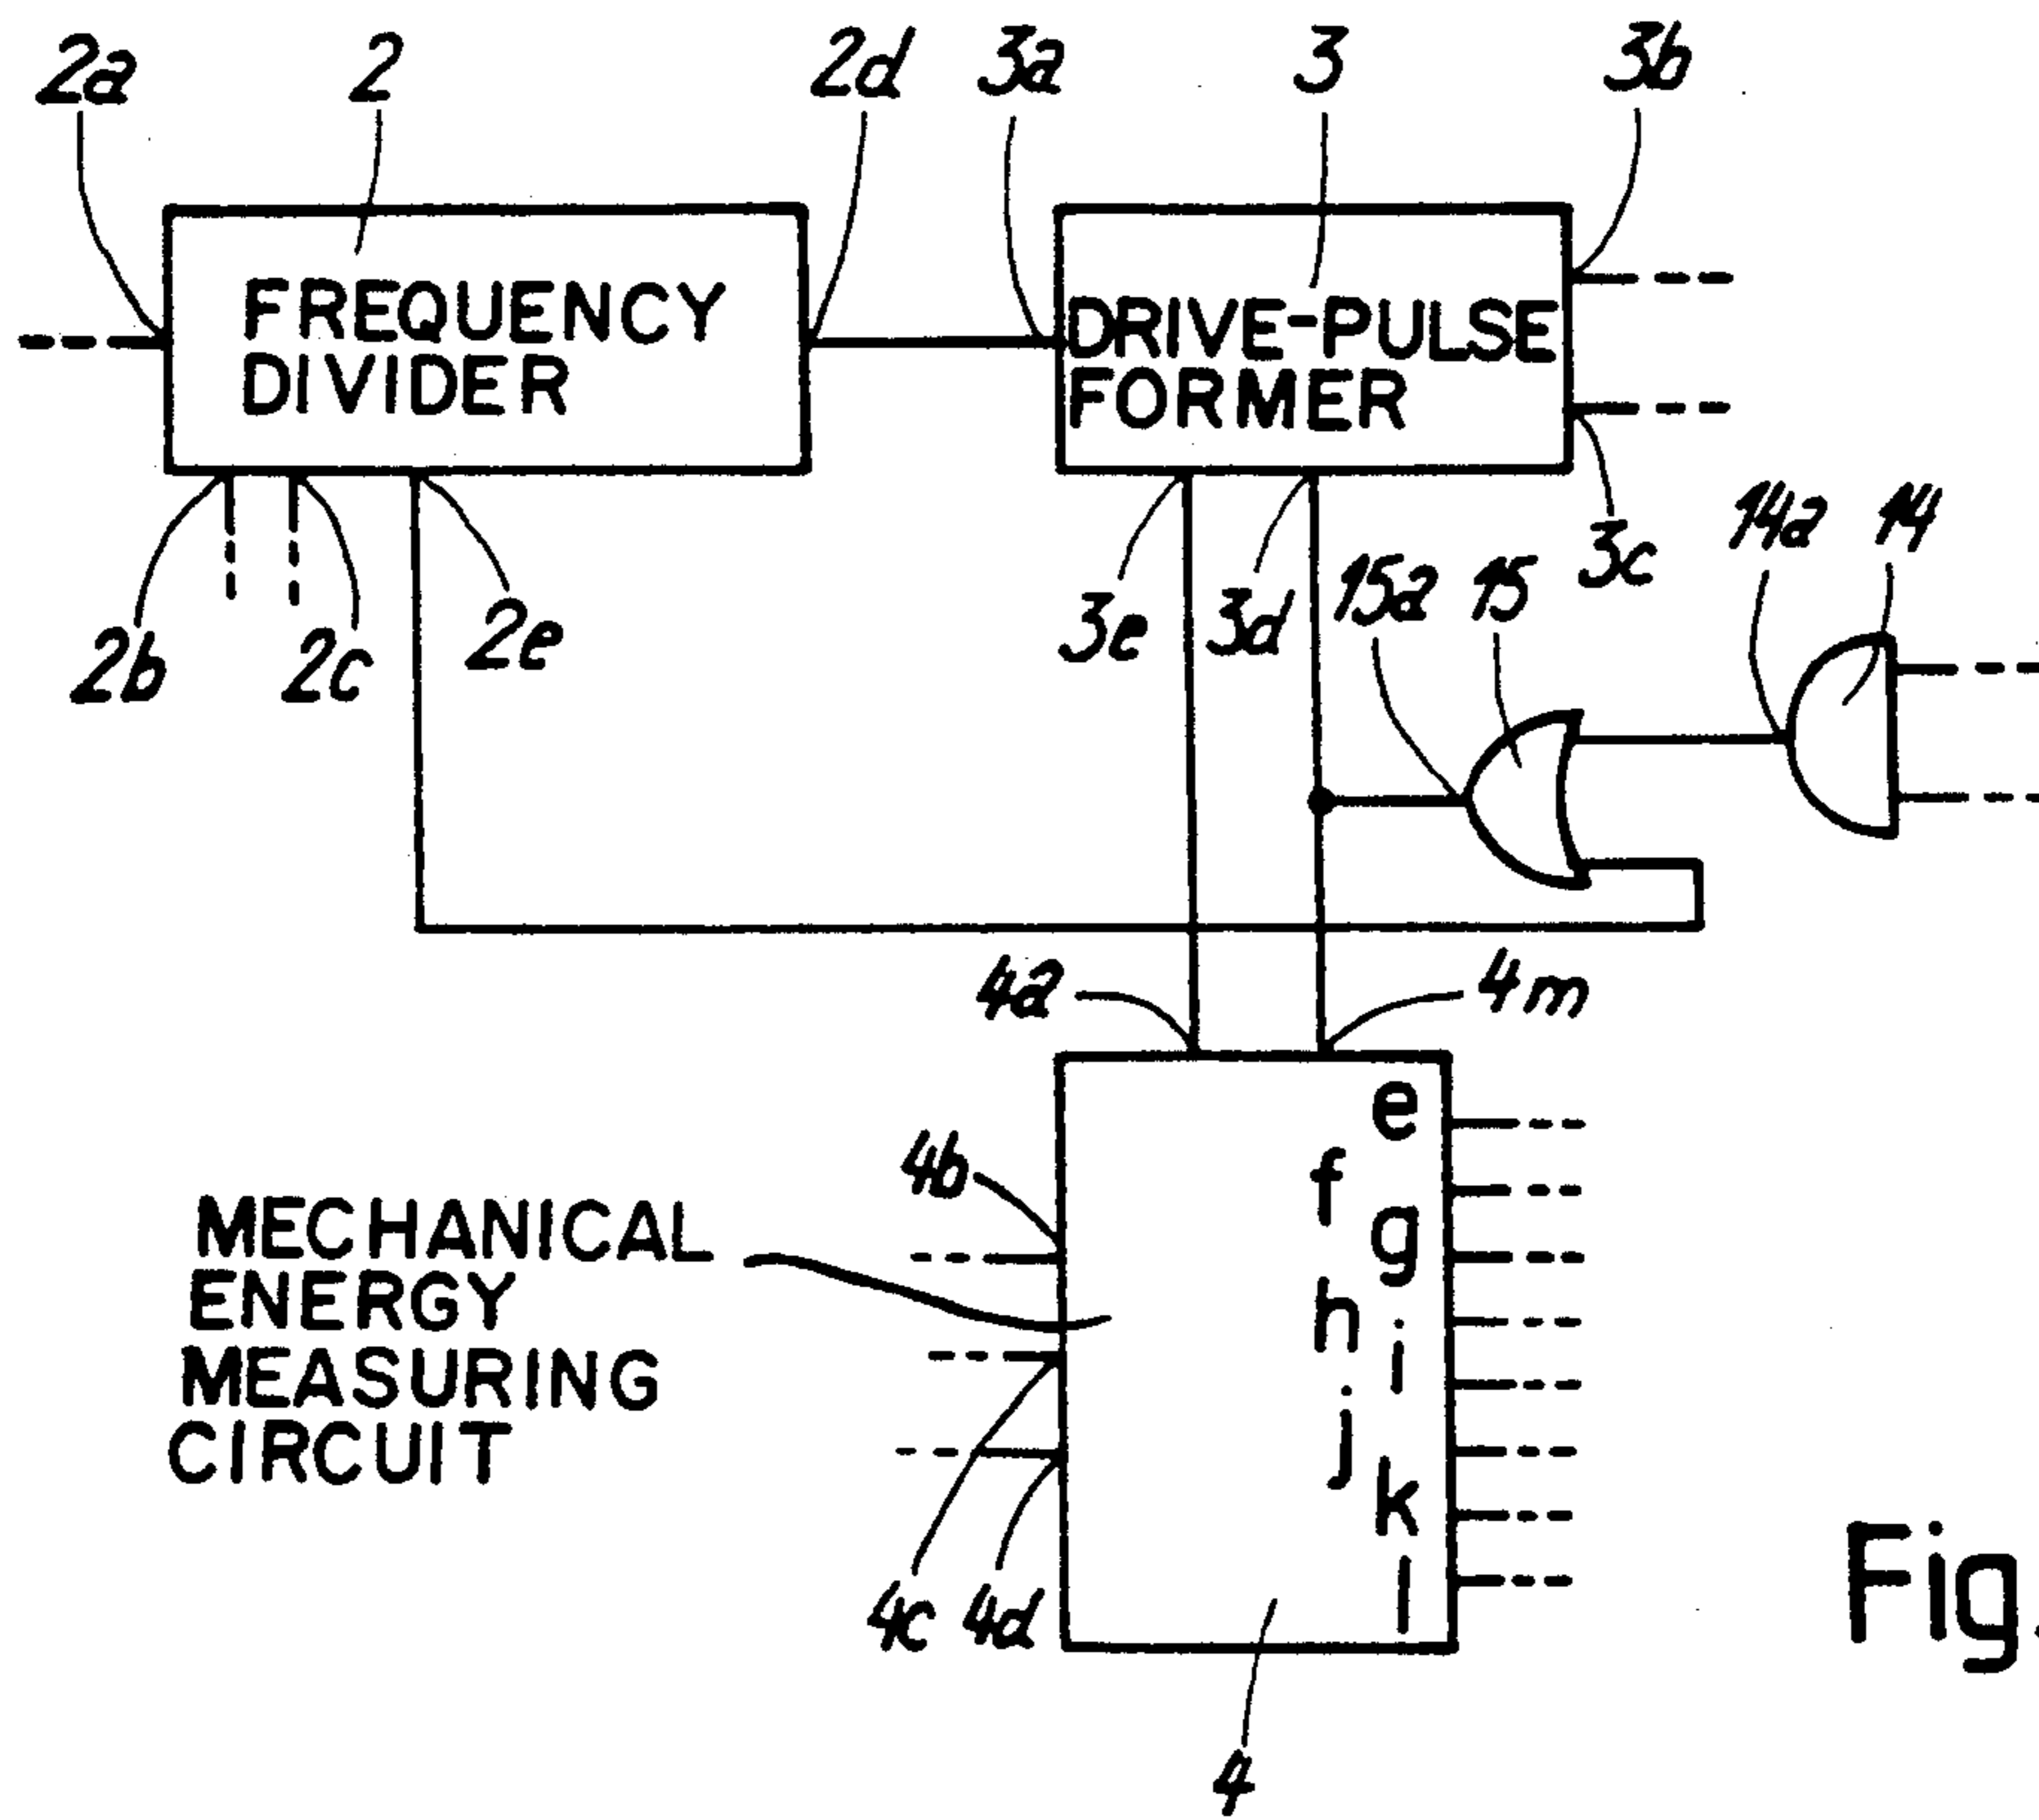 2a 2 2d 3a 3 3b
FREQUENCY
DIVIDER
DRIVE-PULSE
FORMER
2b 2c 2e 3e 3d 15a 15 3c 14a 14
4a 4m
4b
MECHANICAL
ENERGY
MEASURING
CIRCUIT
e
f
g
h
i
j
k
l
4c 4d
4
Fig.